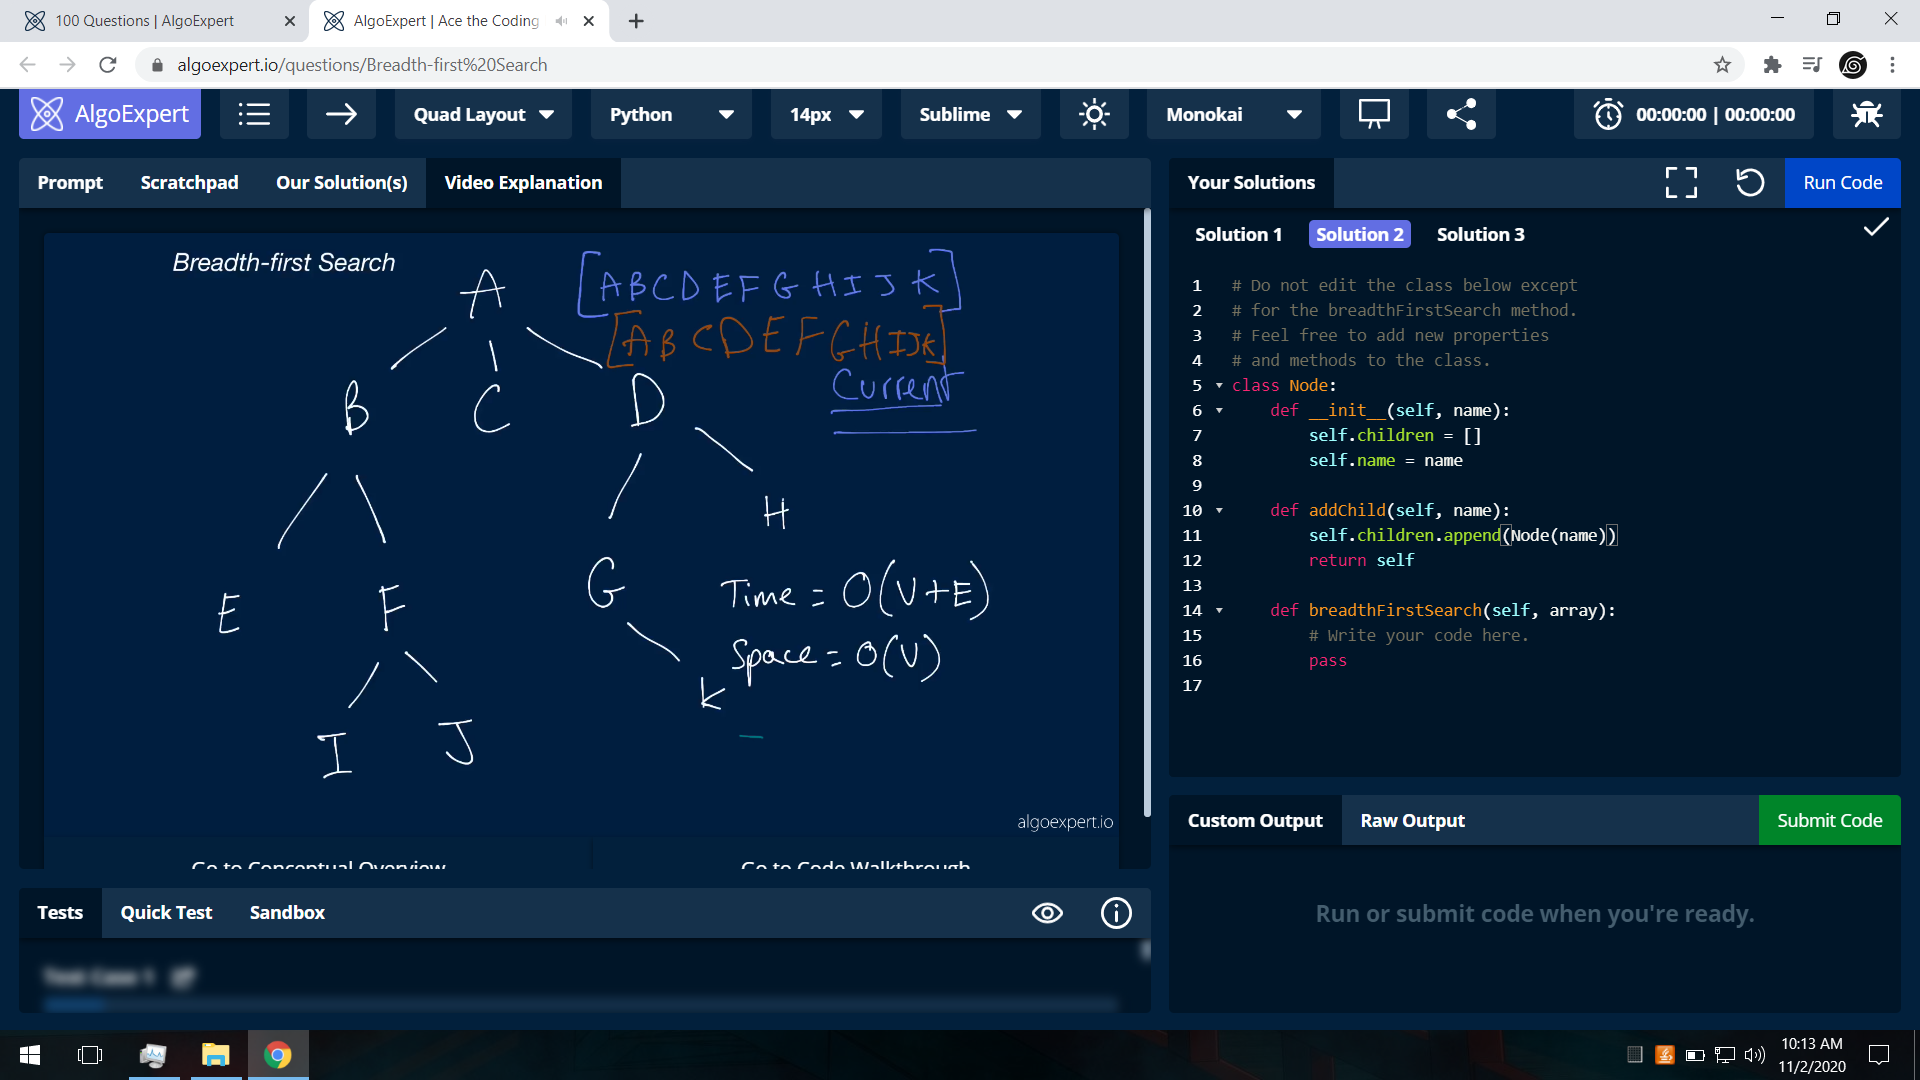 100 Questions | AlgoExpert
AlgoExpert | Ace the Coding
algoexpert.io/questions/Breadth-first%20Search
AlgoExpert
Quad Layout
Python
14px
Sublime
Monokai
00:00:00 | 00:00:00
Prompt
Scratchpad
Our Solution(s)
Video Explanation
Breadth-first Search
[A B C D E F G H I J K]
[A B C D E F G H I J K]
Current
A
B
C
D
H
E
F
G
Time = O(V+E)
Space = O(V)
K
I
J
algoexpert.io
Go to Conceptual Overview
Go to Code Walkthrough
Tests
Quick Test
Sandbox
Test Case 1
Your Solutions
Run Code
Solution 1
Solution 2
Solution 3
1 # Do not edit the class below except
2 # for the breadthFirstSearch method.
3 # Feel free to add new properties
4 # and methods to the class.
5 class Node:
6 def __init__(self, name):
7 self.children = []
8 self.name = name
9
10 def addChild(self, name):
11 self.children.append(Node(name))
12 return self
13
14 def breadthFirstSearch(self, array):
15 # Write your code here.
16 pass
17
Custom Output
Raw Output
Submit Code
Run or submit code when you're ready.
10:13 AM
11/2/2020